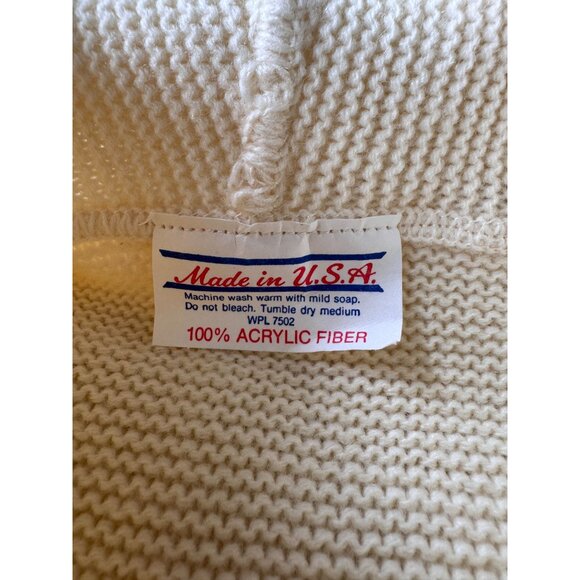 Made in U.S.A.
Machine wash warm with mild soap.
Do not bleach. Tumble dry medium
WPL 7502
100% ACRYLIC FIBER